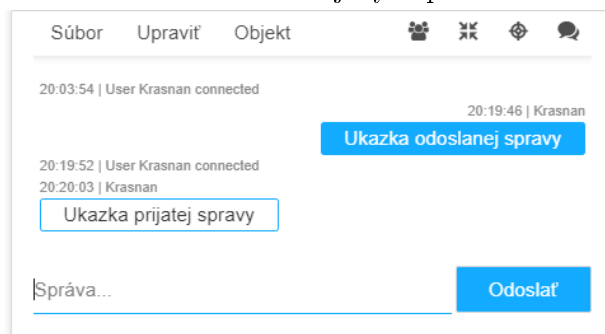 Súbor Upraviť Objekt
20:03:54 | User Krasnan connected
20:19:46 | Krasnan
Ukazka odoslanej spravy
20:19:52 | User Krasnan connected
20:20:03 | Krasnan
Ukazka prijatej spravy
Správa... Odoslať